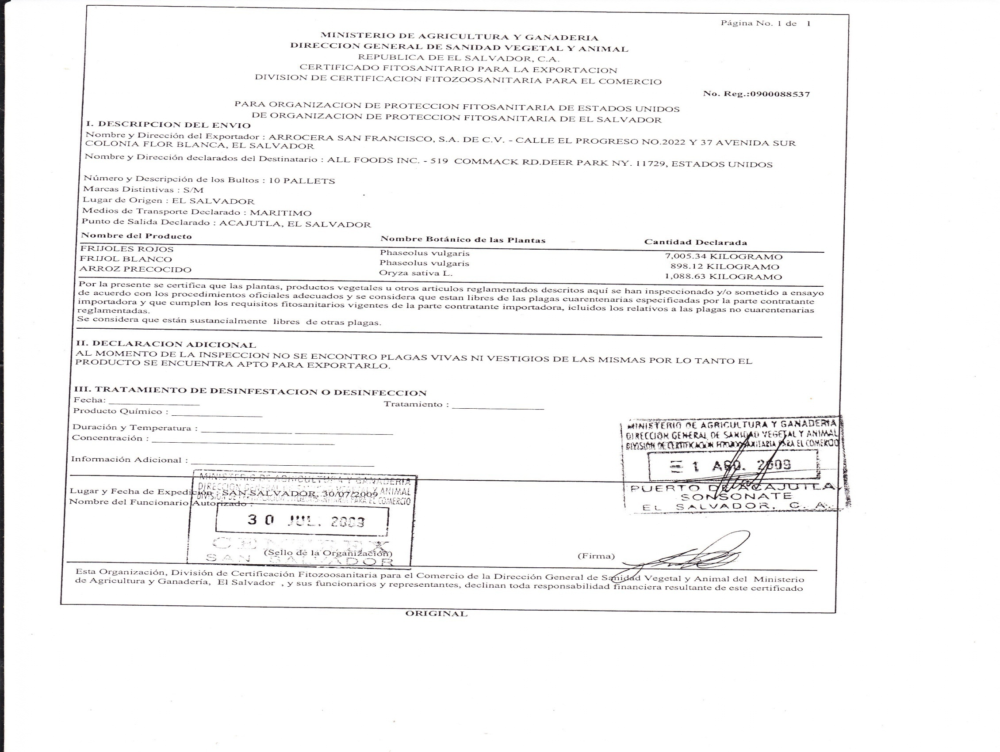 Página No. 1 de 1
MINISTERIO DE AGRICULTURA Y GANADERIA
DIRECCION GENERAL DE SANIDAD VEGETAL Y ANIMAL
REPUBLICA DE EL SALVADOR, C.A.
CERTIFICADO FITOSANITARIO PARA LA EXPORTACION
DIVISION DE CERTIFICACION FITOZOOSANITARIA PARA EL COMERCIO
No. Reg.:0900088537
PARA ORGANIZACION DE PROTECCION FITOSANITARIA DE ESTADOS UNIDOS
DE ORGANIZACION DE PROTECCION FITOSANITARIA DE EL SALVADOR
I. DESCRIPCION DEL ENVIO
Nombre y Dirección del Exportador : ARROCERA SAN FRANCISCO, S.A. DE C.V. - CALLE EL PROGRESO NO.2022 Y 37 AVENIDA SUR
COLONIA FLOR BLANCA, EL SALVADOR
Nombre y Dirección declarados del Destinatario : ALL FOODS INC. - 519 COMMACK RD.DEER PARK NY. 11729, ESTADOS UNIDOS
Número y Descripción de los Bultos : 10 PALLETS
Marcas Distintivas : S/M
Lugar de Origen : EL SALVADOR
Medios de Transporte Declarado : MARITIMO
Punto de Salida Declarado : ACAJUTLA, EL SALVADOR
Nombre del Producto Nombre Botánico de las Plantas Cantidad Declarada
FRIJOLES ROJOS Phaseolus vulgaris 7,005.34 KILOGRAMO
FRIJOL BLANCO Phaseolus vulgaris 898.12 KILOGRAMO
ARROZ PRECOCIDO Oryza sativa L. 1,088.63 KILOGRAMO
Por la presente se certifica que las plantas, productos vegetales u otros articulos reglamentados descritos aquí se han inspeccionado y/o sometido a ensayo
de acuerdo con los procedimientos oficiales adecuados y se considera que estan libres de las plagas cuarentenarias especificadas por la parte contratante
importadora y que cumplen los requisitos fitosanitarios vigentes de la parte contratante importadora, icluidos los relativos a las plagas no cuarentenarias
reglamentadas.
Se considera que están sustancialmente libres de otras plagas.
II. DECLARACION ADICIONAL
AL MOMENTO DE LA INSPECCION NO SE ENCONTRO PLAGAS VIVAS NI VESTIGIOS DE LAS MISMAS POR LO TANTO EL
PRODUCTO SE ENCUENTRA APTO PARA EXPORTARLO.
III. TRATAMIENTO DE DESINFESTACION O DESINFECCION
Fecha: Tratamiento :
Producto Químico :
Duración y Temperatura :
Concentración :
Información Adicional :
MINISTERIO DE AGRICULTURA Y GANADERIA
DIRECCION GENERAL DE SANIDAD VEGETAL Y ANIMAL
DIVISION DE CERTIFICACION FITOZOOSANITARIA PARA EL COMERCIO
1 AGO. 2009
PUERTO DE ACAJUTLA
SONSONATE
EL SALVADOR, C. A.
MINISTERIO DE AGRICULTURA Y GANADERIA
DIRECCION GENERAL DE SANIDAD VEGETAL Y ANIMAL
DIVISION DE CERTIFICACION FITOZOOSANITARIA PARA EL COMERCIO
Lugar y Fecha de Expedición : SAN SALVADOR, 30/07/2009
Nombre del Funcionario Autorizado :
30 JUL. 2009
CENTREX
SAN SALVADOR
(Sello de la Organización)
(Firma)
Esta Organización, División de Certificación Fitozoosanitaria para el Comercio de la Dirección General de Sanidad Vegetal y Animal del Ministerio
de Agricultura y Ganadería, El Salvador , y sus funcionarios y representantes, declinan toda responsabilidad financiera resultante de este certificado
ORIGINAL